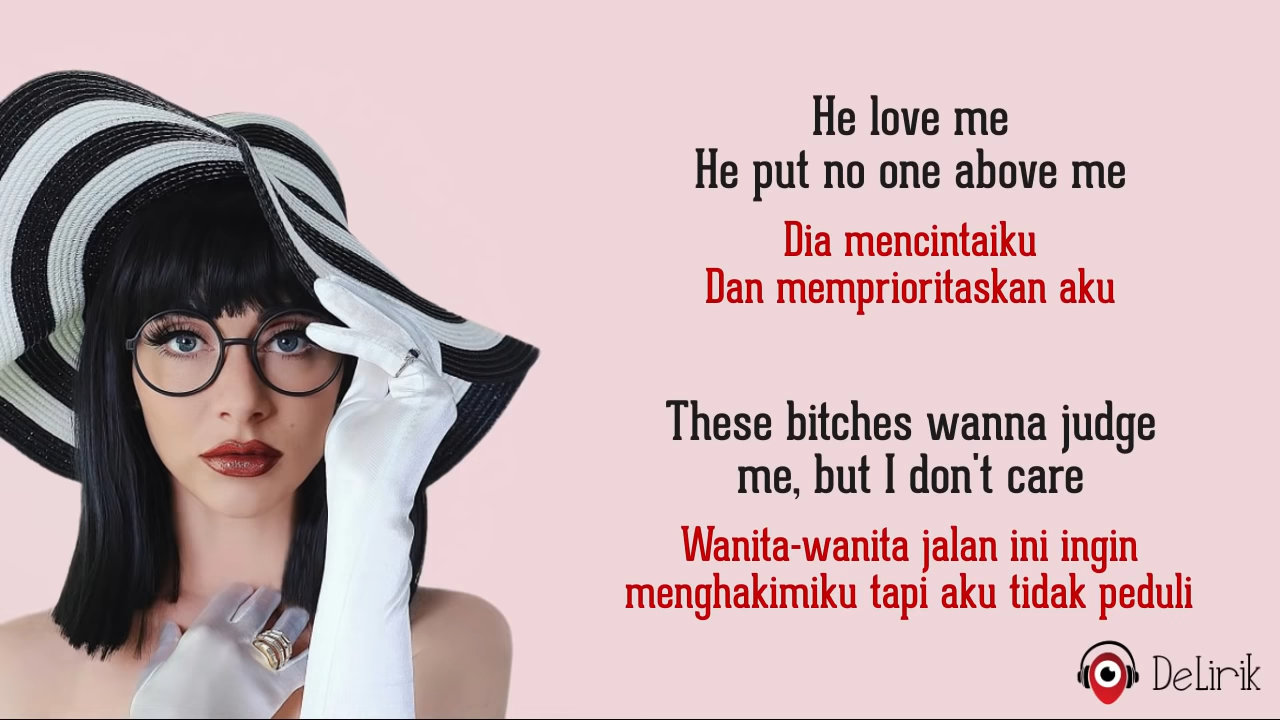 He love me
He put no one above me
Dia mencintaiku
Dan memprioritaskan aku
These bitches wanna judge
me, but I don't care
Wanita-wanita jalan ini ingin
menghakimiku tapi aku tidak peduli
DeLirik